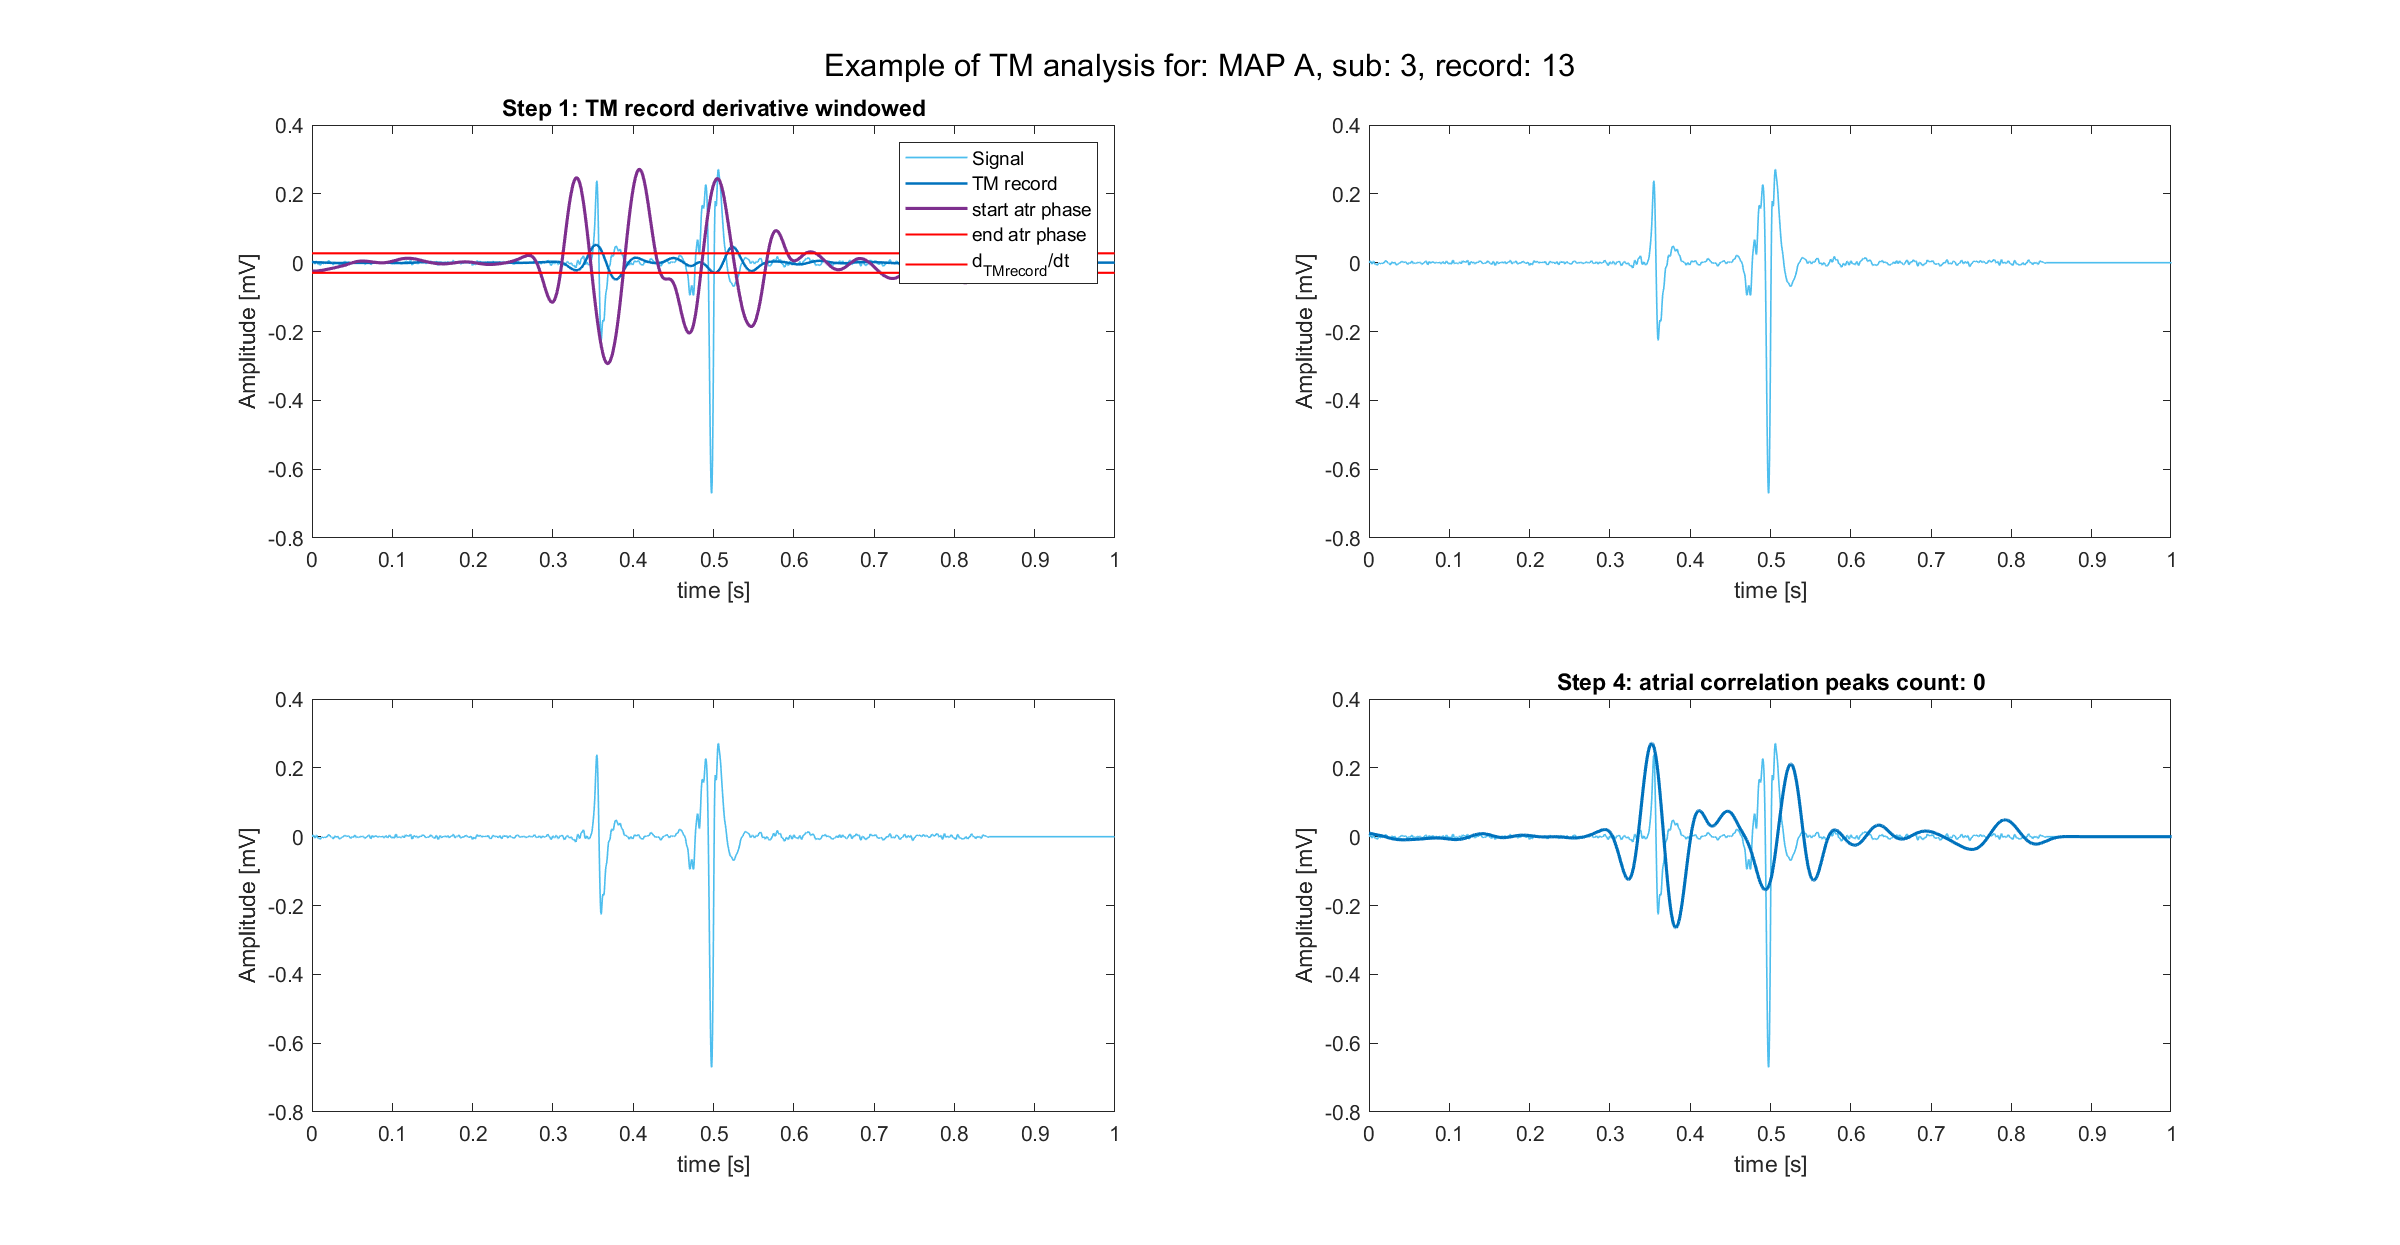 Example of TM analysis for: MAP A, sub: 3, record: 13
Step 1: TM record derivative windowed
0.4
0.2
0
-0.2
-0.4
-0.6
-0.8
Amplitude [mV]
0 0.1 0.2 0.3 0.4 0.5 0.6 0.7 0.8 0.9 1
time [s]
Signal
TM record
start atr phase
end atr phase
d_TMrecord/dt
0.4
0.2
0
-0.2
-0.4
-0.6
-0.8
Amplitude [mV]
0 0.1 0.2 0.3 0.4 0.5 0.6 0.7 0.8 0.9 1
time [s]
0.4
0.2
0
-0.2
-0.4
-0.6
-0.8
Amplitude [mV]
0 0.1 0.2 0.3 0.4 0.5 0.6 0.7 0.8 0.9 1
time [s]
Step 4: atrial correlation peaks count: 0
0.4
0.2
0
-0.2
-0.4
-0.6
-0.8
Amplitude [mV]
0 0.1 0.2 0.3 0.4 0.5 0.6 0.7 0.8 0.9 1
time [s]